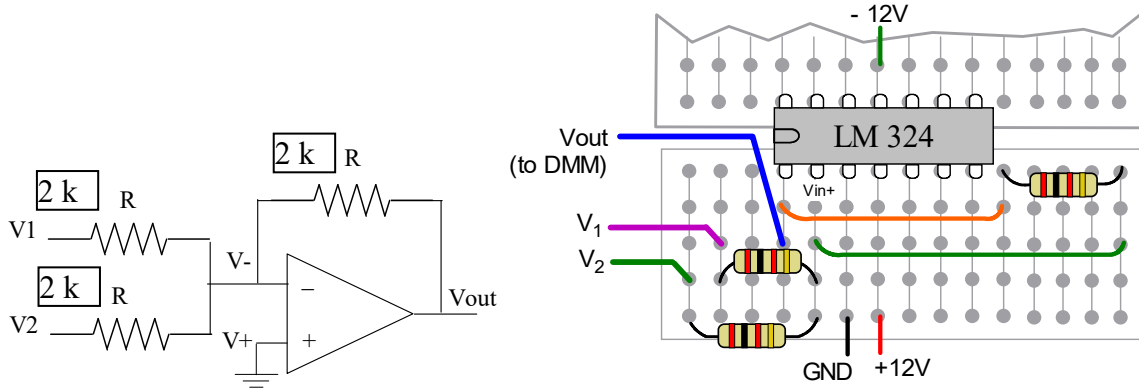 2 k R
2 k R
V1
V-
2 k R
V2
V+
−
+
Vout
- 12V
LM 324
Vout
(to DMM)
Vin+
V1
V2
GND
+12V